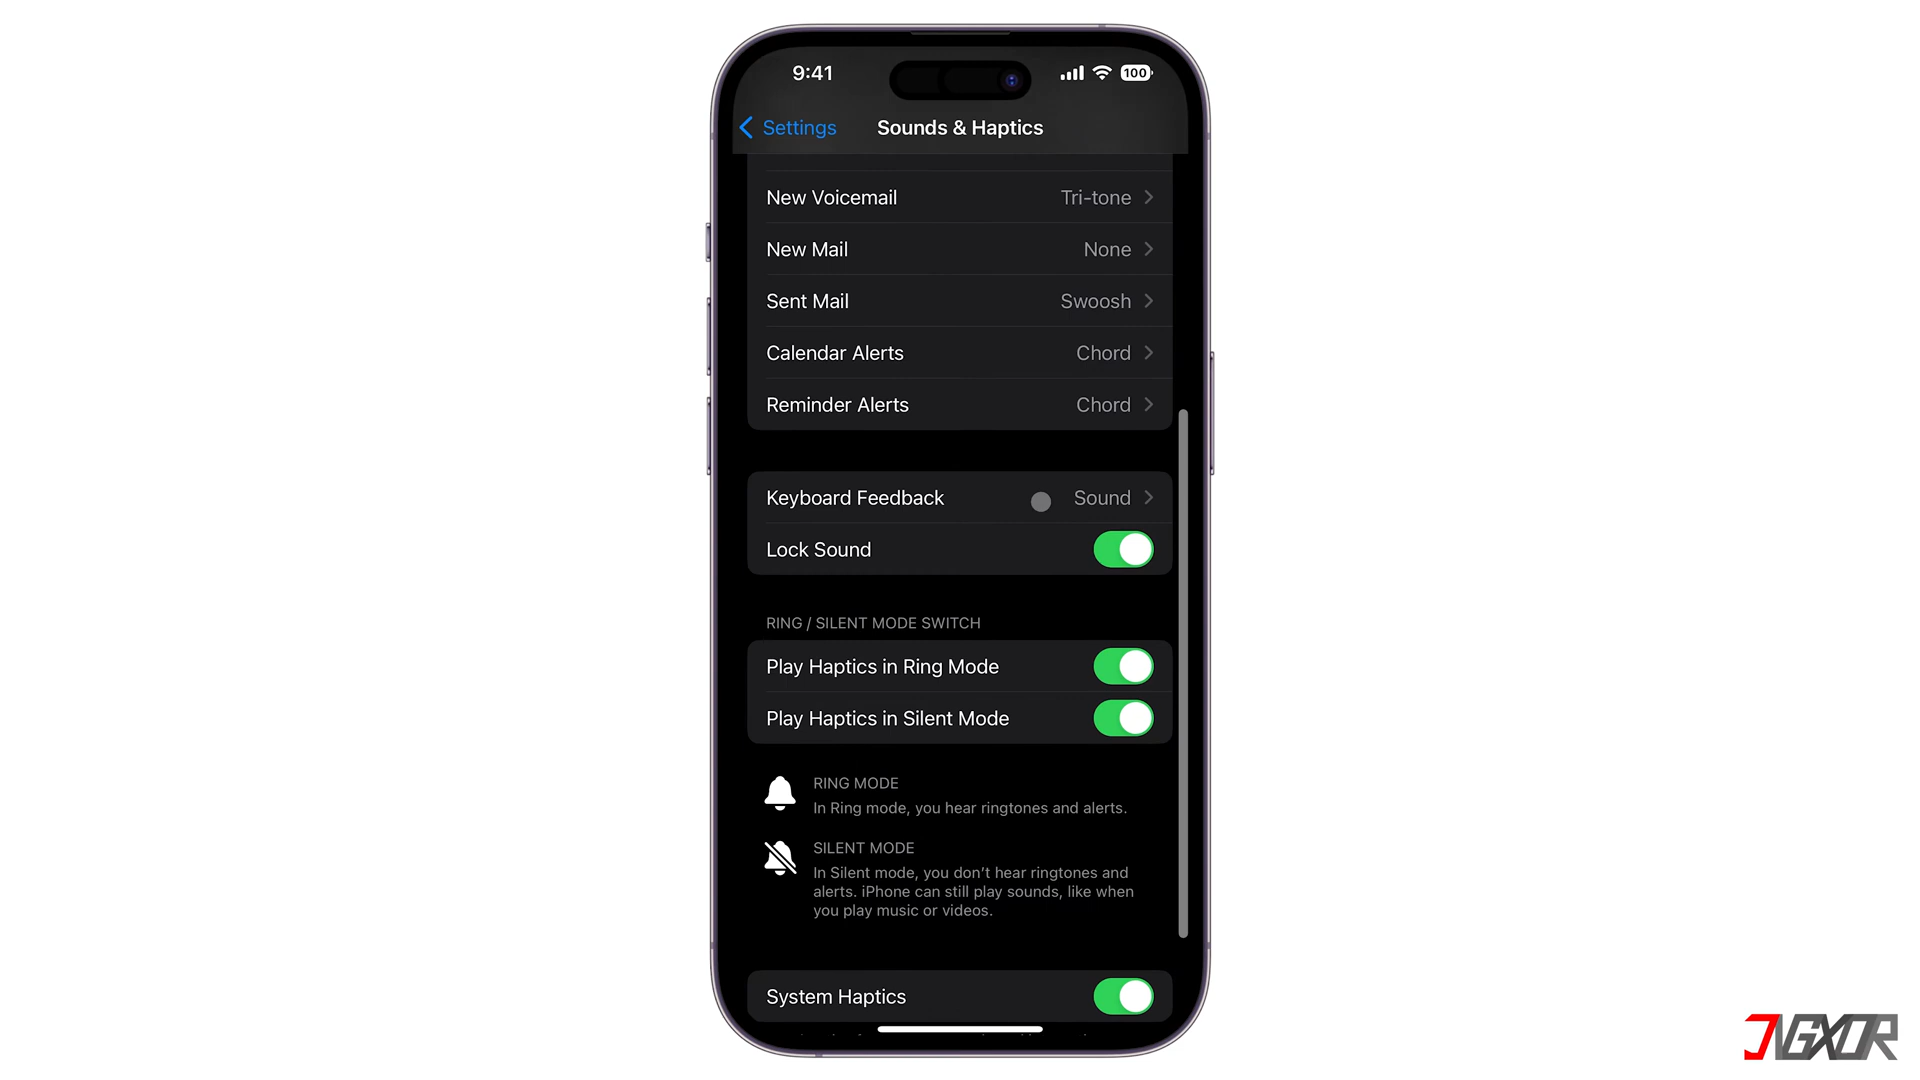 9:41
100
Settings
Sounds & Haptics
New Voicemail Tri-tone
New Mail None
Sent Mail Swoosh
Calendar Alerts Chord
Reminder Alerts Chord
Keyboard Feedback Sound
Lock Sound
RING / SILENT MODE SWITCH
Play Haptics in Ring Mode
Play Haptics in Silent Mode
RING MODE
In Ring mode, you hear ringtones and alerts.
SILENT MODE
In Silent mode, you don’t hear ringtones and
alerts. iPhone can still play sounds, like when
you play music or videos.
System Haptics